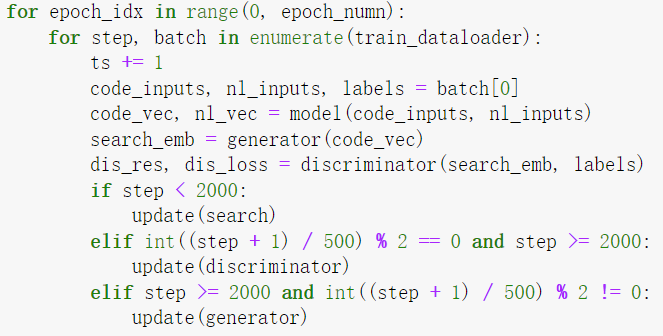 for epoch_idx in range(0, epoch_numn):
    for step, batch in enumerate(train_dataloader):
        ts += 1
        code_inputs, nl_inputs, labels = batch[0]
        code_vec, nl_vec = model(code_inputs, nl_inputs)
        search_emb = generator(code_vec)
        dis_res, dis_loss = discriminator(search_emb, labels)
        if step < 2000:
            update(search)
        elif int((step + 1) / 500) % 2 == 0 and step >= 2000:
            update(discriminator)
        elif step >= 2000 and int((step + 1) / 500) % 2 != 0:
            update(generator)